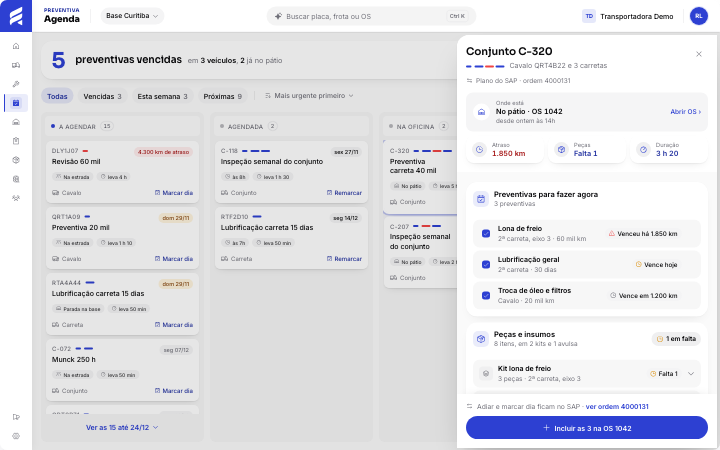 PREVENTIVA
Agenda
Base Curitiba
Buscar placa, frota ou OS
Ctrl K
TD
Transportadora Demo
RL
5 preventivas vencidas em 3 veículos, 2 já no pátio
Todas
Vencidas 3
Esta semana 3
Próximas 9
Mais urgente primeiro
A AGENDAR 15
DLY1J07
4.300 km de atraso
Revisão 60 mil
Na estrada
leva 4 h
Cavalo
Marcar dia
QRT1A09
dom 29/11
Preventiva 20 mil
Na estrada
leva 1 h 10
Cavalo
Marcar dia
RTA4A44
dom 29/11
Lubrificação carreta 15 dias
Parada na base
leva 50 min
Carreta
Marcar dia
C-072
seg 07/12
Munck 250 h
Na estrada
leva 50 min
Conjunto
Marcar dia
Ver as 15 até 24/12
AGENDADA 2
C-118
sex 27/11
Inspeção semanal do conjunto
às 8h
leva 1 h 30
Conjunto
Remarcar
RTF2D10
seg 14/12
Lubrificação carreta 15 dias
às 7h
leva 50 min
Carreta
Remarcar
NA OFICINA 2
C-320
Preventiva
carreta 40 mil
No pátio
Conjunto
C-207
Inspeção semanal
do conjunto
No pátio
leva 2 h
Conjunto
Conjunto C-320
Cavalo QRT4B22 e 3 carretas
Plano do SAP · ordem 4000131
Onde está
No pátio · OS 1042
desde ontem às 14h
Abrir OS
Atraso
1.850 km
Peças
Falta 1
Duração
3 h 20
Preventivas para fazer agora
3 preventivas
Lona de freio
2ª carreta, eixo 3 · 60 mil km
Venceu há 1.850 km
Lubrificação geral
2ª carreta · 30 dias
Vence hoje
Troca de óleo e filtros
Cavalo · 20 mil km
Vence em 1.200 km
Peças e insumos
8 itens, em 2 kits e 1 avulsa
1 em falta
Kit lona de freio
3 peças · 2ª carreta, eixo 3
Falta 1
Adiar e marcar dia ficam no SAP · ver ordem 4000131
Incluir as 3 na OS 1042